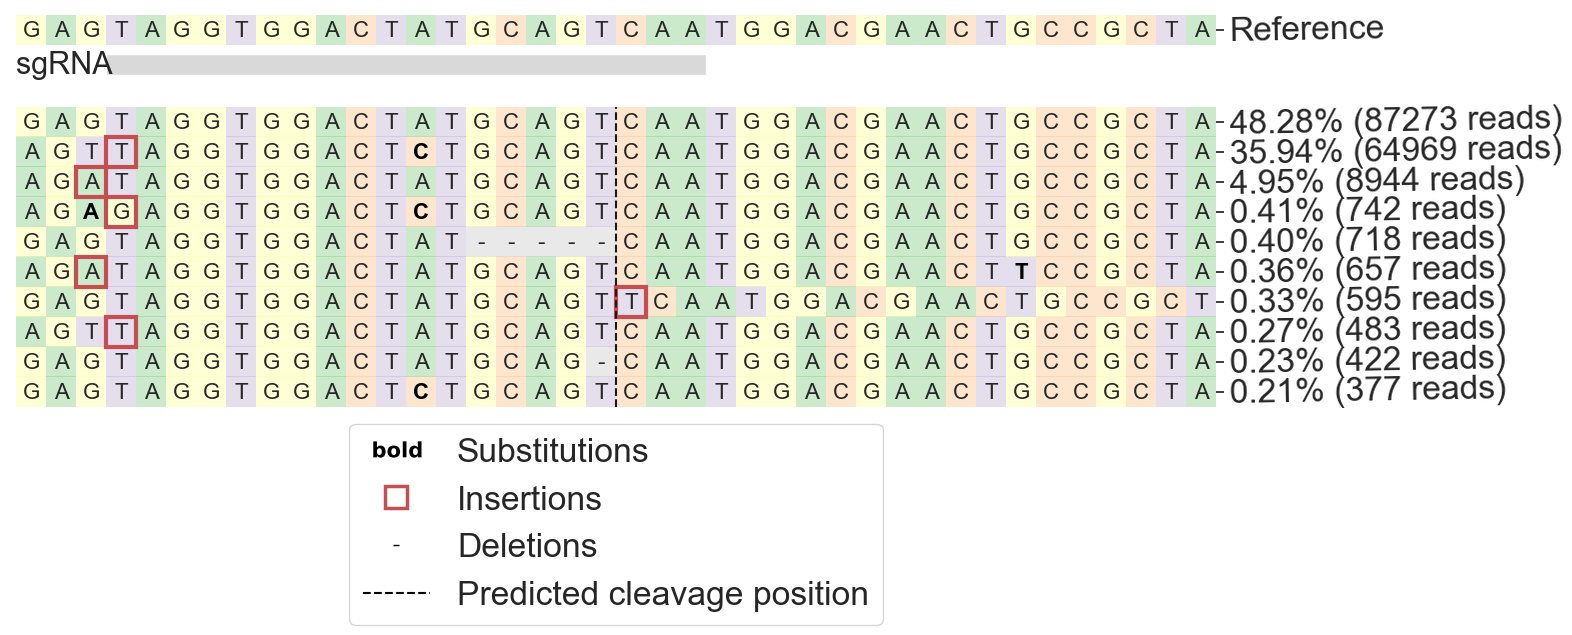 G A G T A G G T G G A C T A T G C A G T C A A T G G A C G A A C T G C C G C T A - Reference
sgRNA
G A G T A G G T G G A C T A T G C A G T C A A T G G A C G A A C T G C C G C T A - 48.28% (87273 reads)
A G T T A G G T G G A C T C T G C A G T C A A T G G A C G A A C T G C C G C T A - 35.94% (64969 reads)
A G A T A G G T G G A C T A T G C A G T C A A T G G A C G A A C T G C C G C T A - 4.95% (8944 reads)
A G A G A G G T G G A C T C T G C A G T C A A T G G A C G A A C T G C C G C T A - 0.41% (742 reads)
G A G T A G G T G G A C T A T - - - - - C A A T G G A C G A A C T G C C G C T A - 0.40% (718 reads)
A G A T A G G T G G A C T A T G C A G T C A A T G G A C G A A C T T C C G C T A - 0.36% (657 reads)
G A G T A G G T G G A C T A T G C A G T T C A A T G G A C G A A C T G C C G C T - 0.33% (595 reads)
A G T T A G G T G G A C T A T G C A G T C A A T G G A C G A A C T G C C G C T A - 0.27% (483 reads)
G A G T A G G T G G A C T A T G C A G - C A A T G G A C G A A C T G C C G C T A - 0.23% (422 reads)
G A G T A G G T G G A C T C T G C A G T C A A T G G A C G A A C T G C C G C T A - 0.21% (377 reads)
bold Substitutions
Insertions
- Deletions
Predicted cleavage position